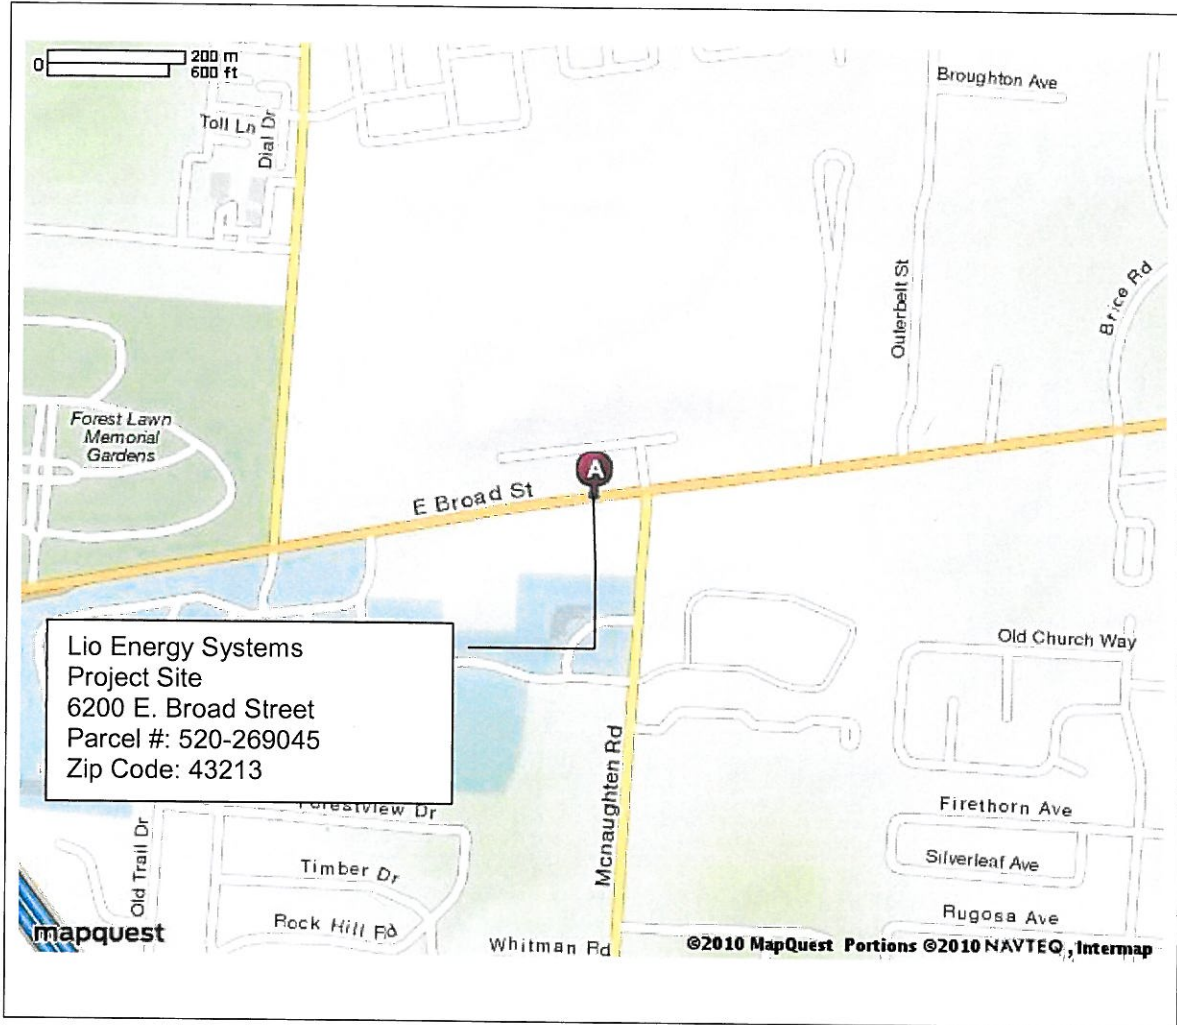 0
200 m
600 ft
Broughton Ave
Toll Ln
Dial Dr
Outerbelt St
Brice Rd
Forest Lawn
Memorial
Gardens
A
E Broad St
Lio Energy Systems
Project Site
6200 E. Broad Street
Parcel #: 520-269045
Zip Code: 43213
Old Church Way
Mcnaughten Rd
Forestview Dr
Firethorn Ave
Old Trail Dr
Timber Dr
Silverleaf Ave
Rock Hill Rd
Rugosa Ave
mapquest
Whitman Rd
©2010 MapQuest Portions ©2010 NAVTEQ, Intermap